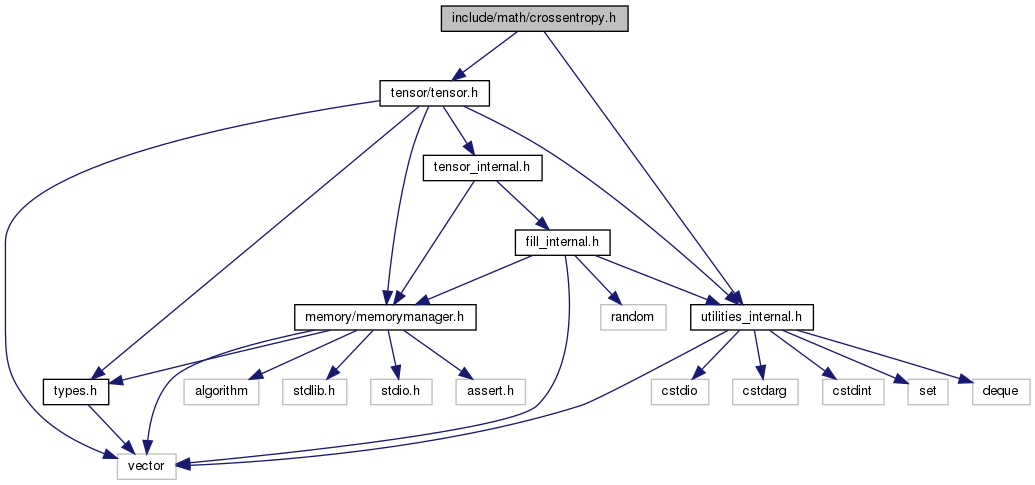 include/math/crossentropy.h
tensor/tensor.h
tensor_internal.h
fill_internal.h
memory/memorymanager.h
random
utilities_internal.h
types.h
algorithm
stdlib.h
stdio.h
assert.h
cstdio
cstdarg
cstdint
set
deque
vector